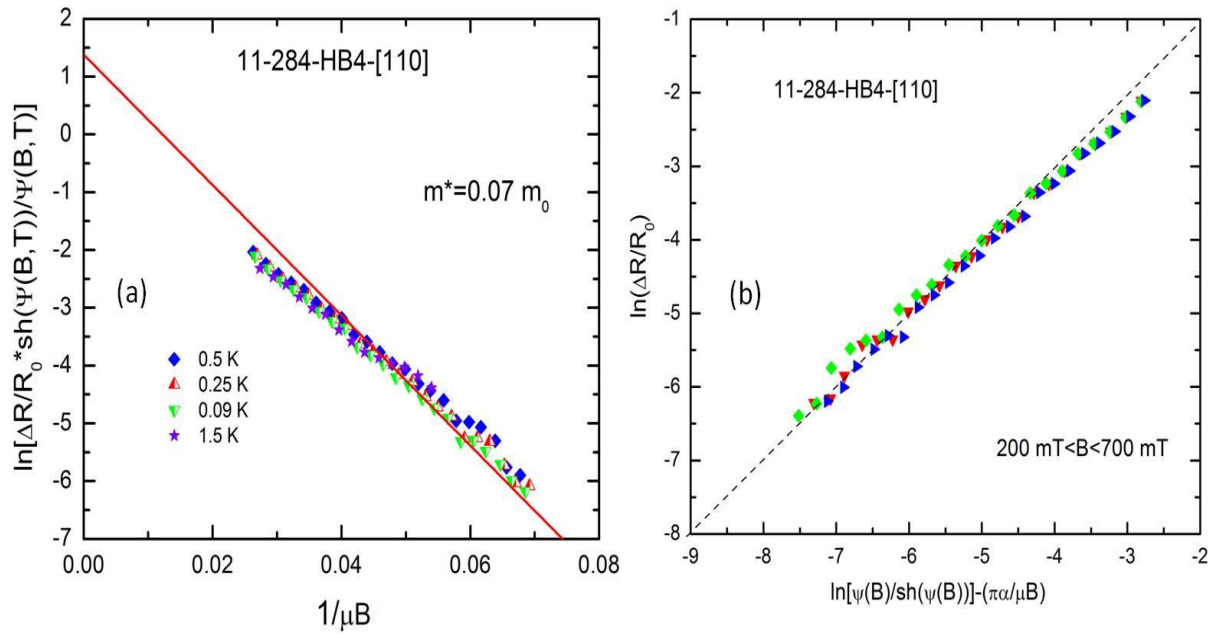 ln[ΔR/R0*sh(Ψ(B,T))/Ψ(B,T)]
2
1
0
-1
-2
-3
-4
-5
-6
-7
11-284-HB4-[110]
m*=0.07 m0
(a)
0.5 K
0.25 K
0.09 K
1.5 K
0.00 0.02 0.04 0.06 0.08
1/μB
ln(ΔR/R0)
-1
-2
-3
-4
-5
-6
-7
-8
11-284-HB4-[110]
(b)
200 mT<B<700 mT
-9 -8 -7 -6 -5 -4 -3 -2 -1
ln[ψ(B)/sh(ψ(B))]-(πα/μB)